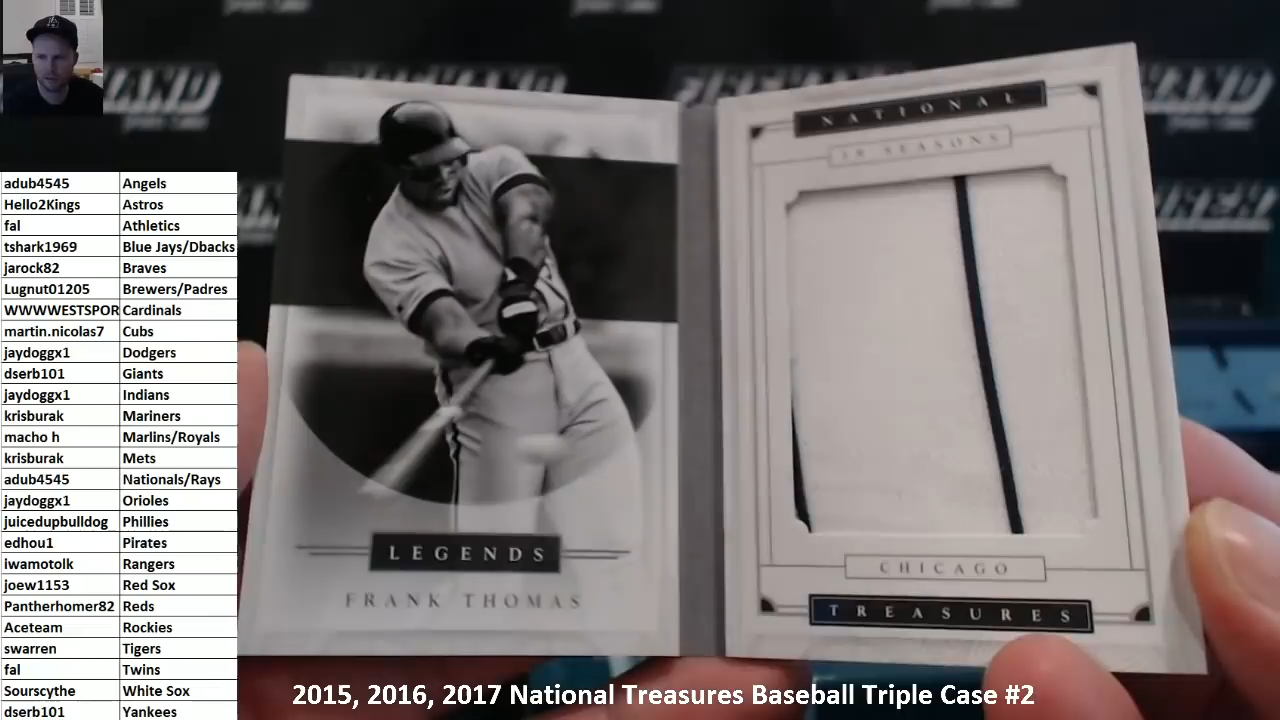 adub4545 Angels
Hello2Kings Astros
fal Athletics
tshark1969 Blue Jays/Dbacks
jarock82 Braves
Lugnut01205 Brewers/Padres
WWWWESTSPOR Cardinals
martin.nicolas7 Cubs
jaydoggx1 Dodgers
dserb101 Giants
jaydoggx1 Indians
krisburak Mariners
macho h Marlins/Royals
krisburak Mets
adub4545 Nationals/Rays
jaydoggx1 Orioles
juicedupbulldog Phillies
edhou1 Pirates
iwamotolk Rangers
joew1153 Red Sox
Pantherhomer82 Reds
Aceteam Rockies
swarren Tigers
fal Twins
Sourscythe White Sox
dserb101 Yankees
LEGENDS
FRANK THOMAS
NATIONAL
19 SEASONS
CHICAGO
TREASURES
2015, 2016, 2017 National Treasures Baseball Triple Case #2